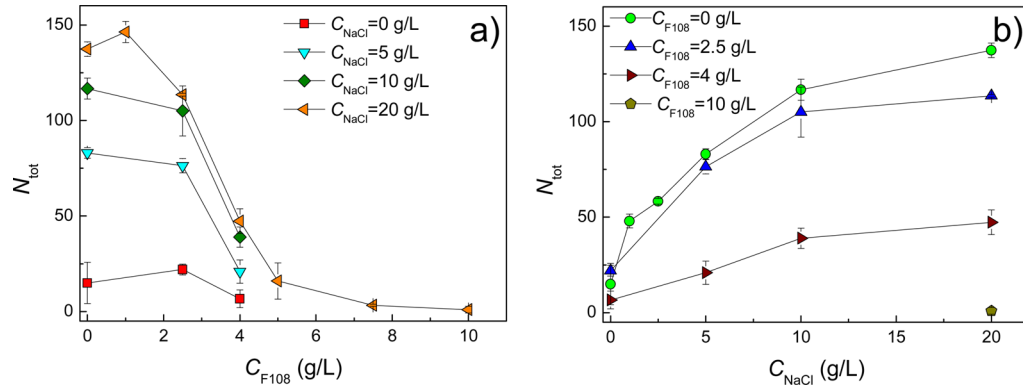 a)
C_NaCl=0 g/L
C_NaCl=5 g/L
C_NaCl=10 g/L
C_NaCl=20 g/L
150
100
50
0
N_tot
0 2 4 6 8 10
C_F108 (g/L)
b)
C_F108=0 g/L
C_F108=2.5 g/L
C_F108=4 g/L
C_F108=10 g/L
150
100
50
0
N_tot
0 5 10 15 20
C_NaCl (g/L)